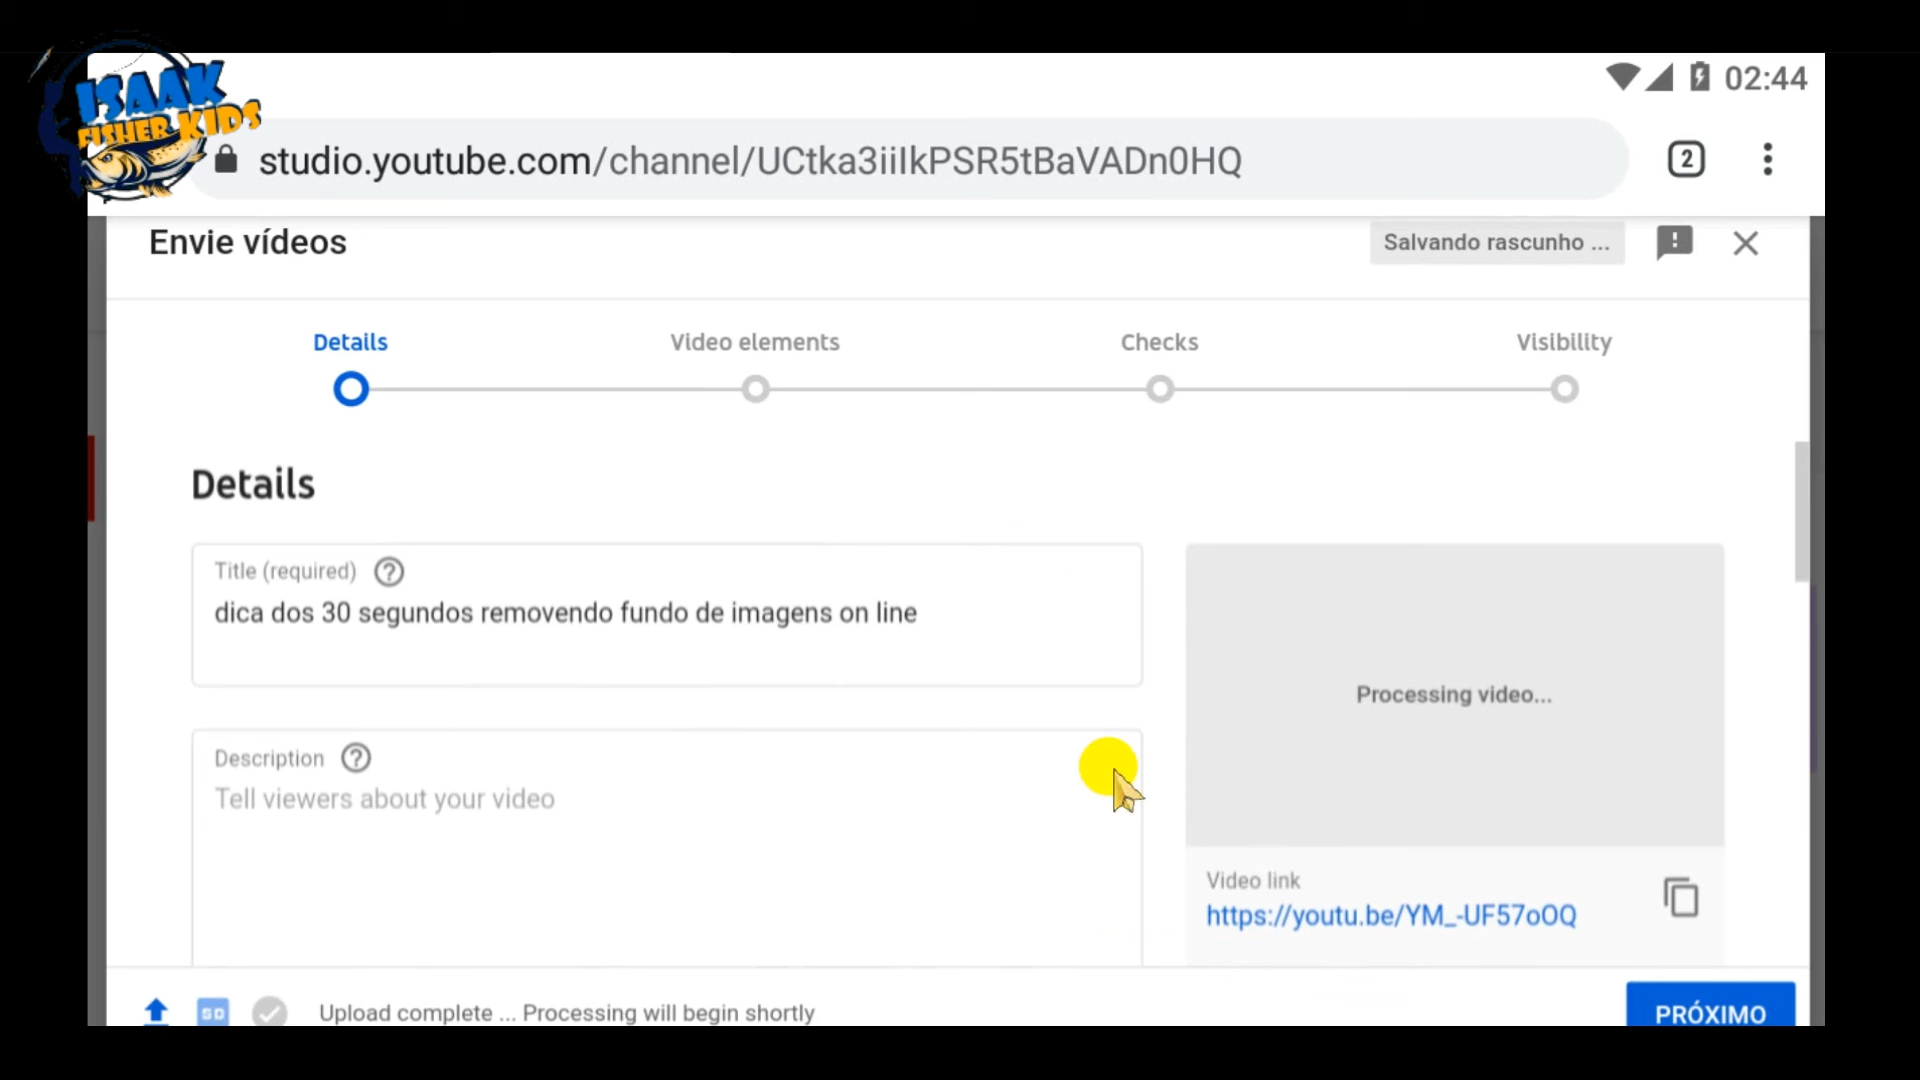 ISAAK
FISHER KIDS
02:44
studio.youtube.com/channel/UCtka3iiIkPSR5tBaVADn0HQ
2
Envie vídeos
Salvando rascunho ...
Details
Video elements
Checks
Visibility
Details
Title (required)
dica dos 30 segundos removendo fundo de imagens on line
Processing video...
Description
Tell viewers about your video
Video link
https://youtu.be/YM_-UF57oOQ
SD
Upload complete ... Processing will begin shortly
PRÓXIMO